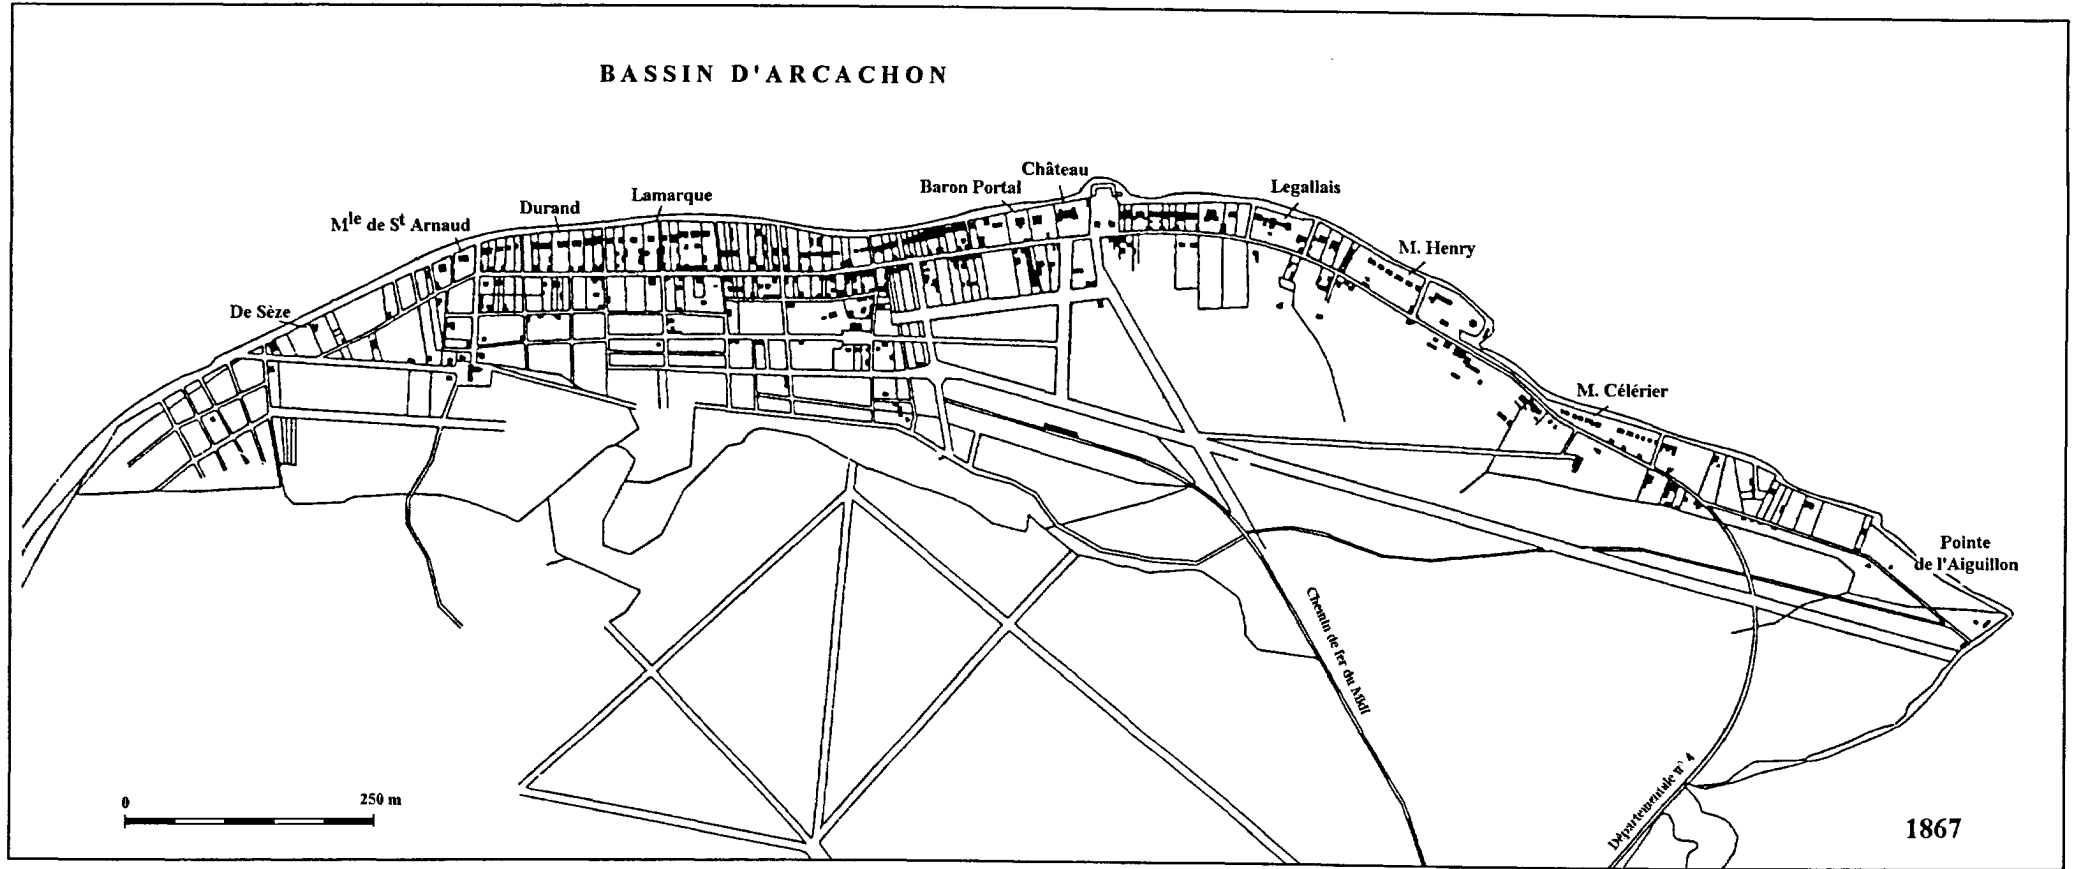 BASSIN D'ARCACHON
Château
Baron Portal
Legallais
Lamarque
Durand
Mle de St Arnaud
M. Henry
De Sèze
M. Célérier
Pointe
de l'Aiguillon
Chemin de fer du Midi
Départementale n° 4
0 250 m
1867